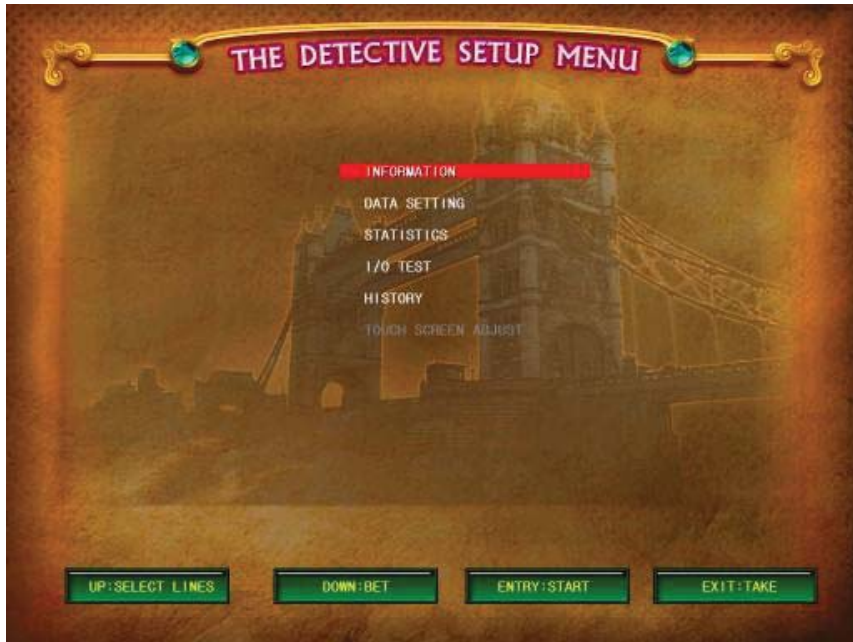 THE DETECTIVE SETUP MENU
INFORMATION
DATA SETTING
STATISTICS
I/O TEST
HISTORY
TOUCH SCREEN ADJUST
UP:SELECT LINES
DOWN:BET
ENTRY:START
EXIT:TAKE